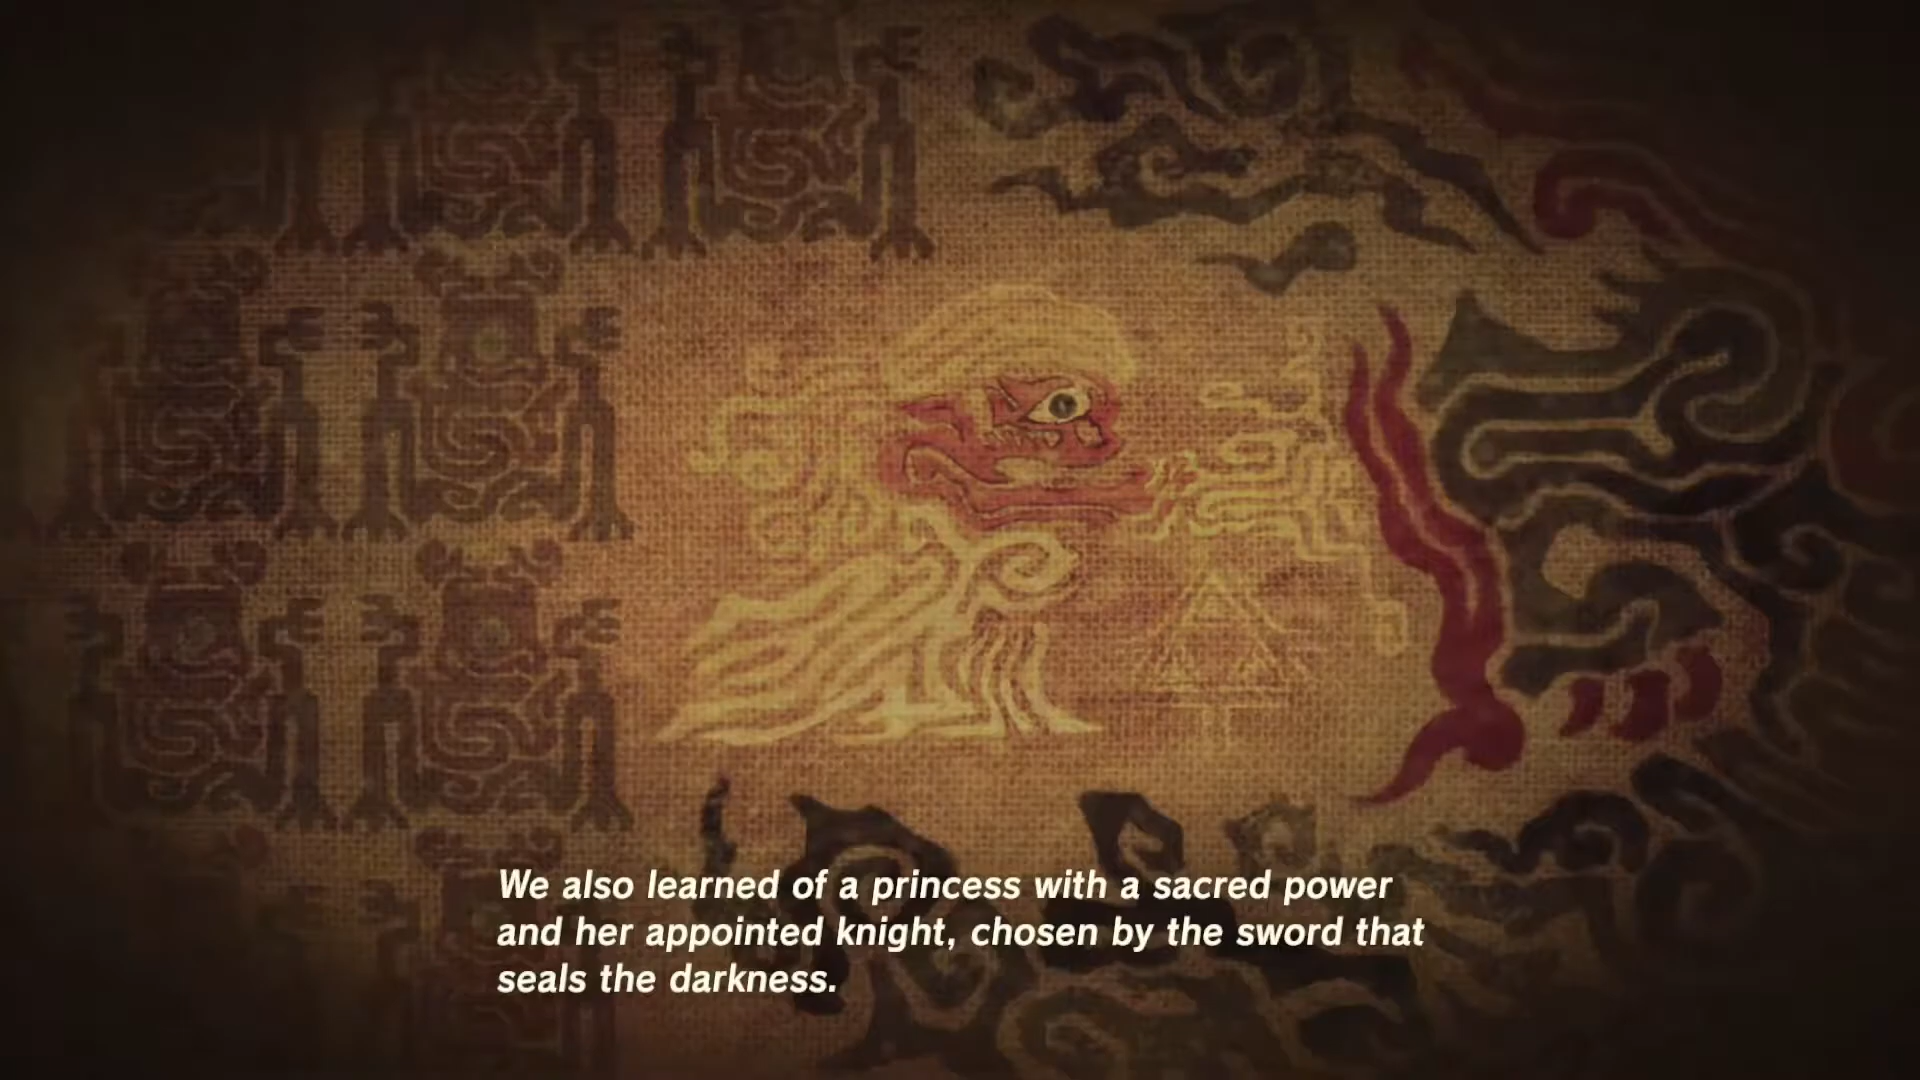 We also learned of a princess with a sacred power
and her appointed knight, chosen by the sword that
seals the darkness.